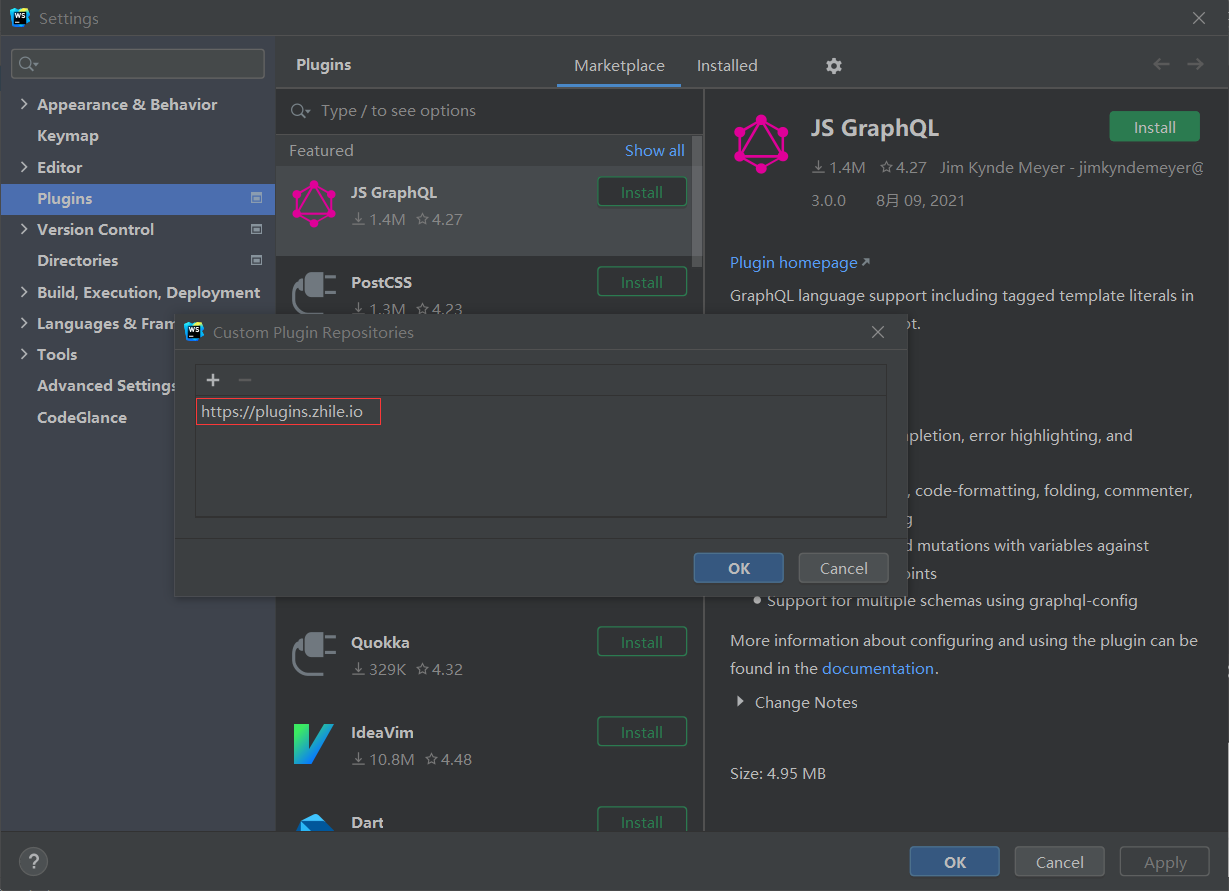 Settings
Appearance & Behavior
Keymap
Editor
Plugins
Version Control
Directories
Build, Execution, Deployment
Languages & Fram
Tools
Advanced Settings
CodeGlance
Plugins
Marketplace
Installed
Type / to see options
Featured
Show all
JS GraphQL
Install
1.4M 4.27
PostCSS
Install
1.3M 4.23
Custom Plugin Repositories
https://plugins.zhile.io
OK
Cancel
Quokka
Install
329K 4.32
IdeaVim
Install
10.8M 4.48
Dart
Install
JS GraphQL
Install
1.4M 4.27 Jim Kynde Meyer - jimkyndemeyer@
3.0.0 8月 09, 2021
Plugin homepage
GraphQL language support including tagged template literals in
pt.
pletion, error highlighting, and
, code-formatting, folding, commenter,
g
d mutations with variables against
oints
Support for multiple schemas using graphql-config
More information about configuring and using the plugin can be
found in the documentation.
Change Notes
Size: 4.95 MB
?
OK
Cancel
Apply